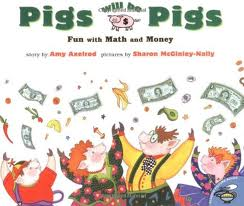 Pigs will be Pigs
Fun with Math and Money
story by Amy Axelrod pictures by Sharon McGinley-Nally